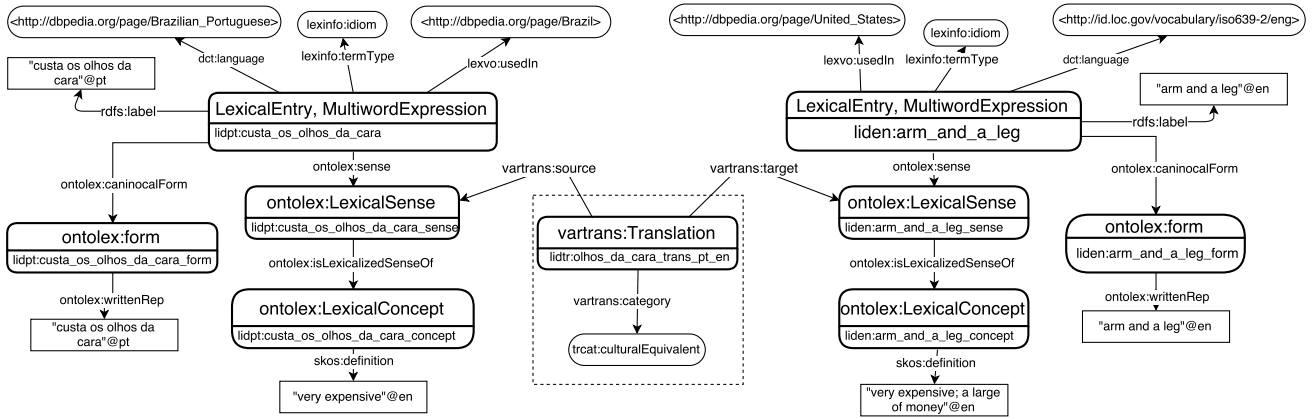 <http://dbpedia.org/page/Brazilian_Portuguese>
lexinfo:idiom
<http://dbpedia.org/page/Brazil>
<http://dbpedia.org/page/United_States>
lexinfo:idiom
<http://id.loc.gov/vocabulary/iso639-2/eng>
dct:language
lexinfo:termType
lexvo:usedIn
lexvo:usedIn
lexinfo:termType
dct:language
"custa os olhos da
cara"@pt
rdfs:label
LexicalEntry, MultiwordExpression
lidpt:custa_os_olhos_da_cara
LexicalEntry, MultiwordExpression
liden:arm_and_a_leg
"arm and a leg"@en
rdfs:label
ontolex:caninocalForm
ontolex:sense
vartrans:source
vartrans:target
ontolex:sense
ontolex:caninocalForm
ontolex:form
lidpt:custa_os_olhos_da_cara_form
ontolex:LexicalSense
lidpt:custa_os_olhos_da_cara_sense
vartrans:Translation
lidtr:olhos_da_cara_trans_pt_en
ontolex:LexicalSense
liden:arm_and_a_leg_sense
ontolex:form
liden:arm_and_a_leg_form
ontolex:writtenRep
ontolex:isLexicalizedSenseOf
vartrans:category
ontolex:isLexicalizedSenseOf
ontolex:writtenRep
"custa os olhos da
cara"@pt
ontolex:LexicalConcept
lidpt:custa_os_olhos_da_cara_concept
trcat:culturalEquivalent
ontolex:LexicalConcept
liden:arm_and_a_leg_concept
"arm and a leg"@en
skos:definition
skos:definition
"very expensive"@en
"very expensive; a large
of money"@en